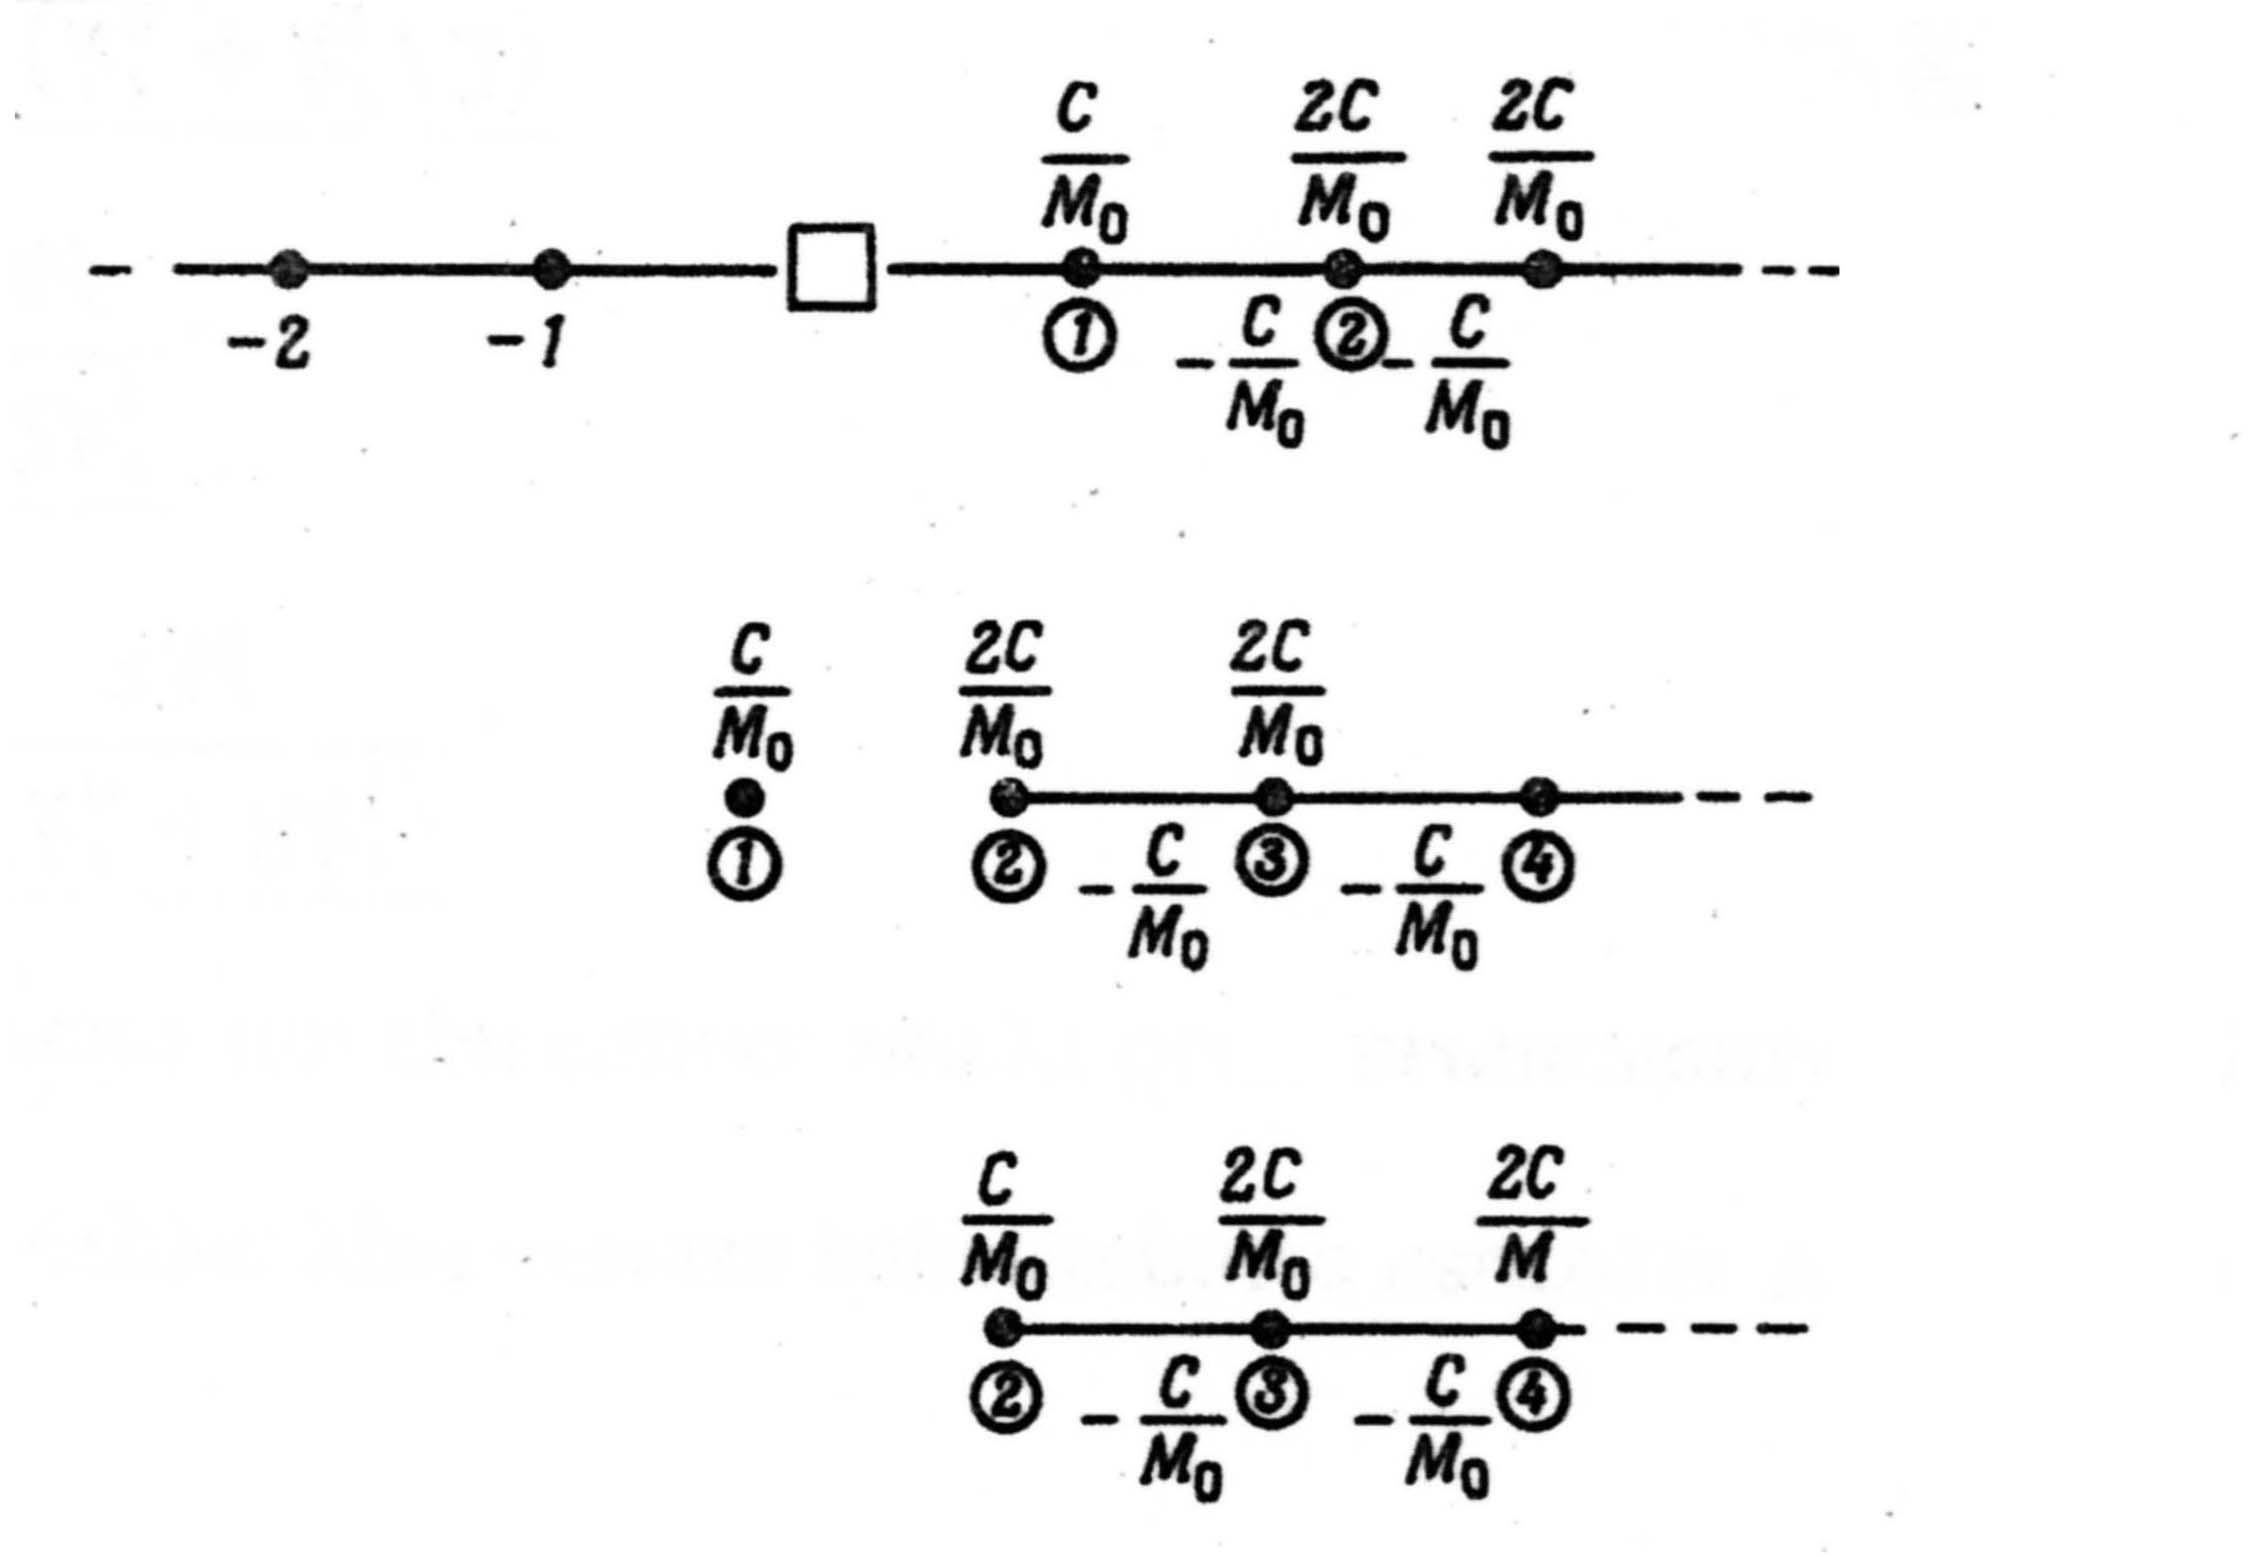 C 2C 2C
M₀ M₀ M₀
-2 -1 ① - C ② - C
M₀ M₀
C 2C 2C
M₀ M₀ M₀
① ② - C ③ - C ④
M₀ M₀
C 2C 2C
M₀ M₀ M
② - C ③ - C ④
M₀ M₀